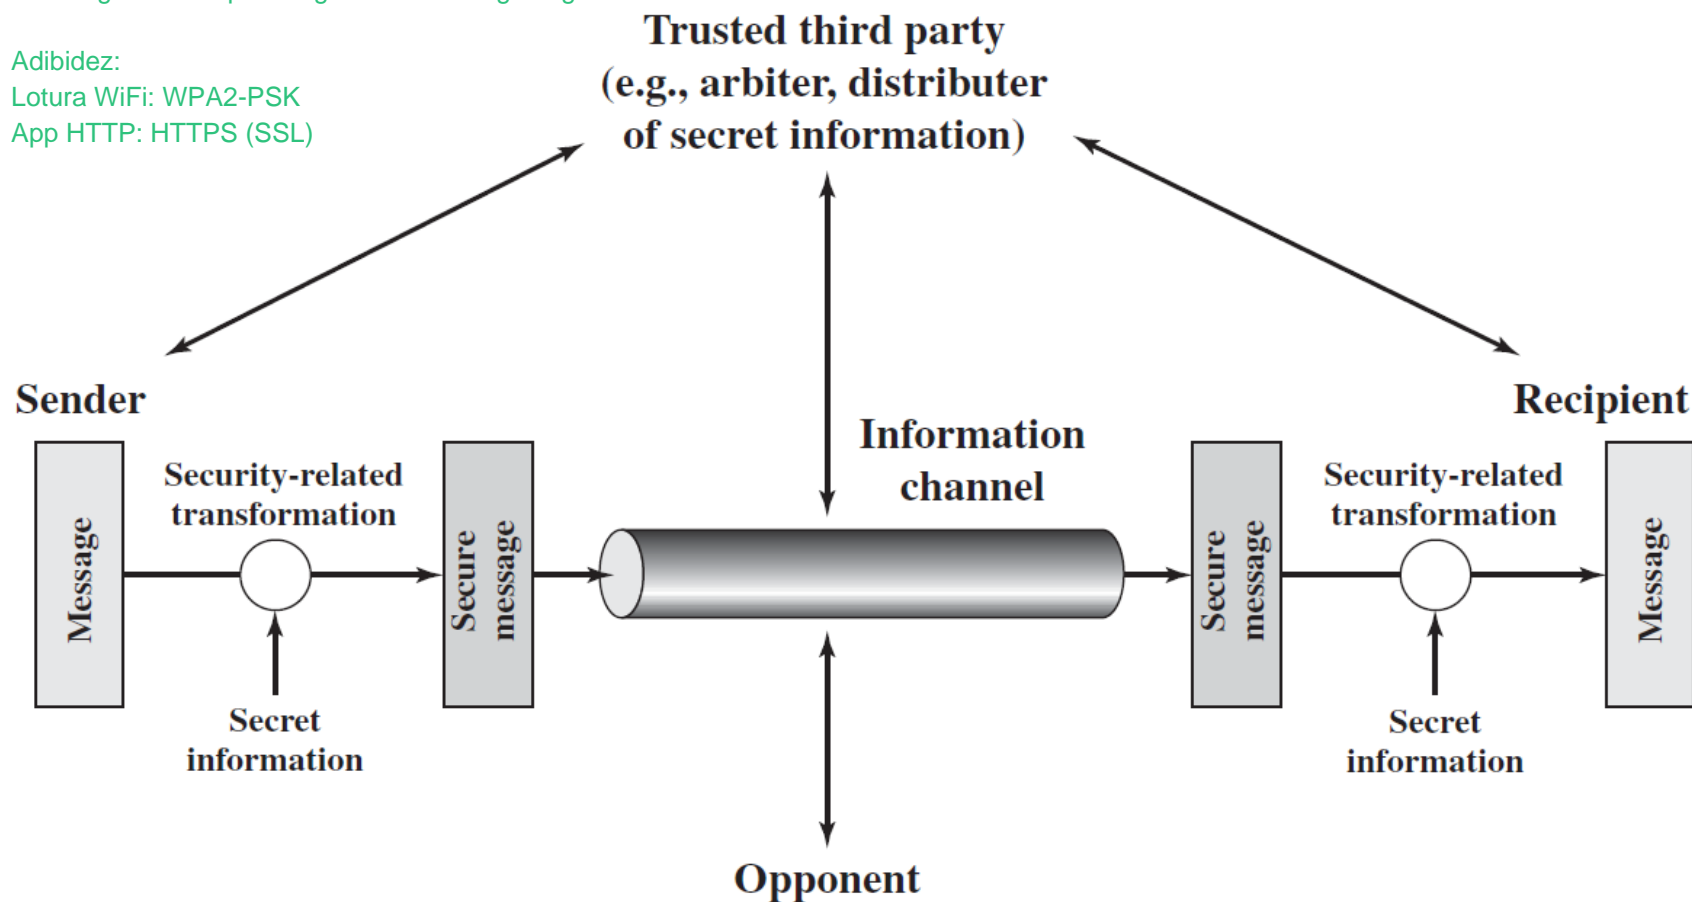 Adibidez:
Lotura WiFi: WPA2-PSK
App HTTP: HTTPS (SSL)
Trusted third party
(e.g., arbiter, distributer
of secret information)
Sender
Recipient
Information
channel
Security-related
transformation
Security-related
transformation
Message
Secure
message
Secure
message
Message
Secret
information
Secret
information
Opponent